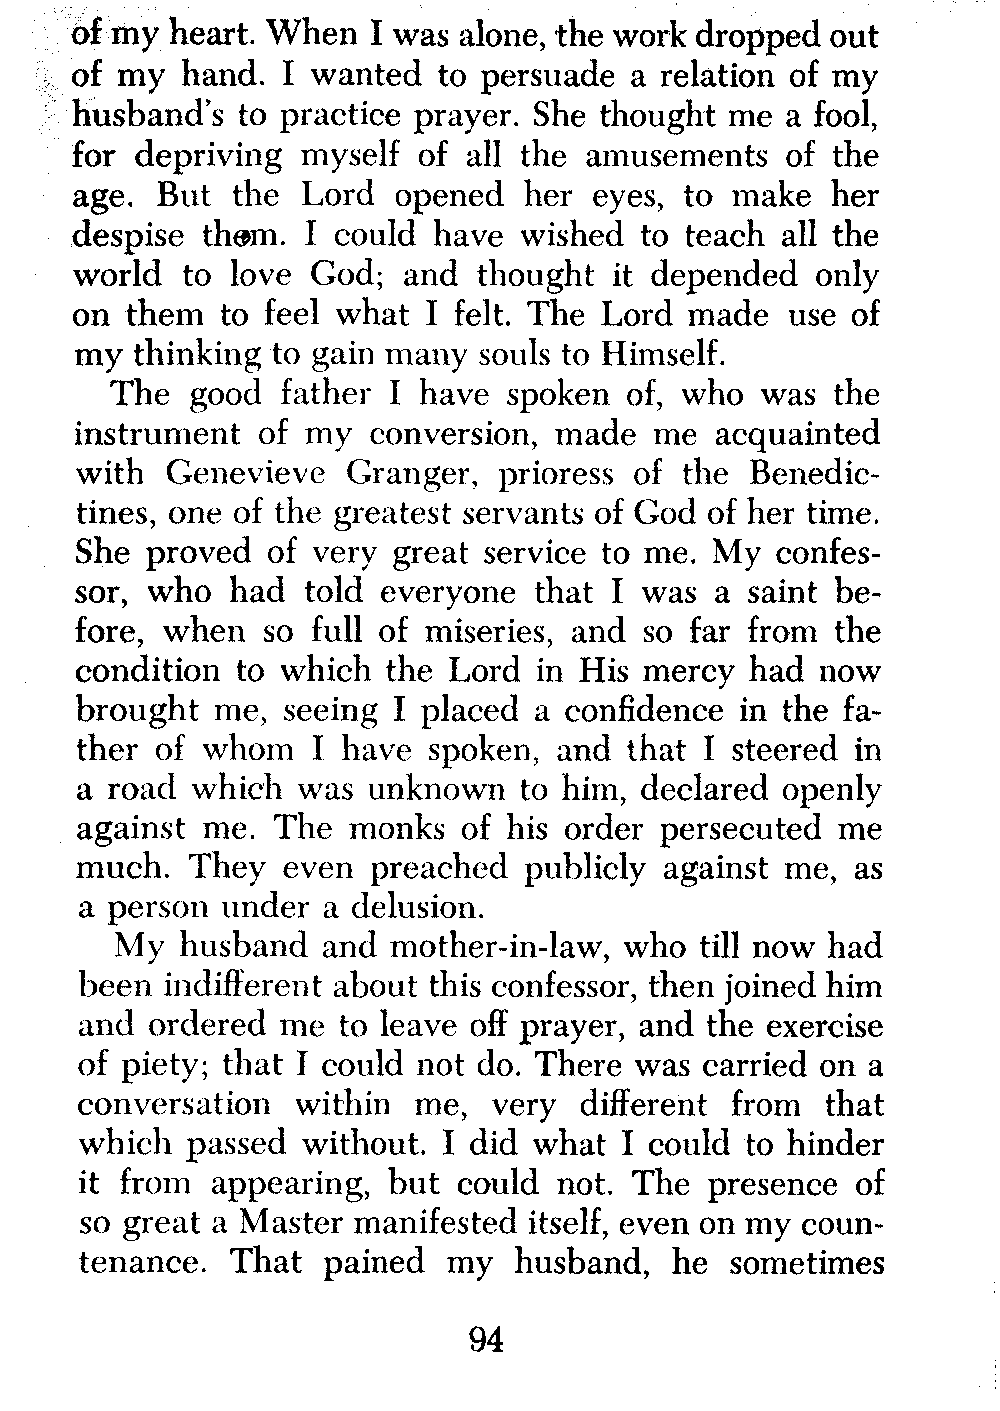 of my heart. When I was alone, the work dropped out
of my hand. I wanted to persuade a relation of my
husband's to practice prayer. She thought me a fool,
for depriving myself of all the amusements of the
age. But the Lord opened her eyes, to make her
despise them. I could have wished to teach all the
world to love God; and thought it depended only
on them to feel what I felt. The Lord made use of
my thinking to gain many souls to Himself.
The good father I have spoken of, who was the
instrument of my conversion, made me acquainted
with Genevieve Granger, prioress of the Benedic-
tines, one of the greatest servants of God of her time.
She proved of very great service to me. My confes-
sor, who had told everyone that I was a saint be-
fore, when so full of miseries, and so far from the
condition to which the Lord in His mercy had now
brought me, seeing I placed a confidence in the fa-
ther of whom I have spoken, and that I steered in
a road which was unknown to him, declared openly
against me. The monks of his order persecuted me
much. They even preached publicly against me, as
a person under a delusion.
My husband and mother-in-law, who till now had
been indifferent about this confessor, then joined him
and ordered me to leave off prayer, and the exercise
of piety; that I could not do. There was carried on a
conversation within me, very different from that
which passed without. I did what I could to hinder
it from appearing, but could not. The presence of
so great a Master manifested itself, even on my coun-
tenance. That pained my husband, he sometimes
94